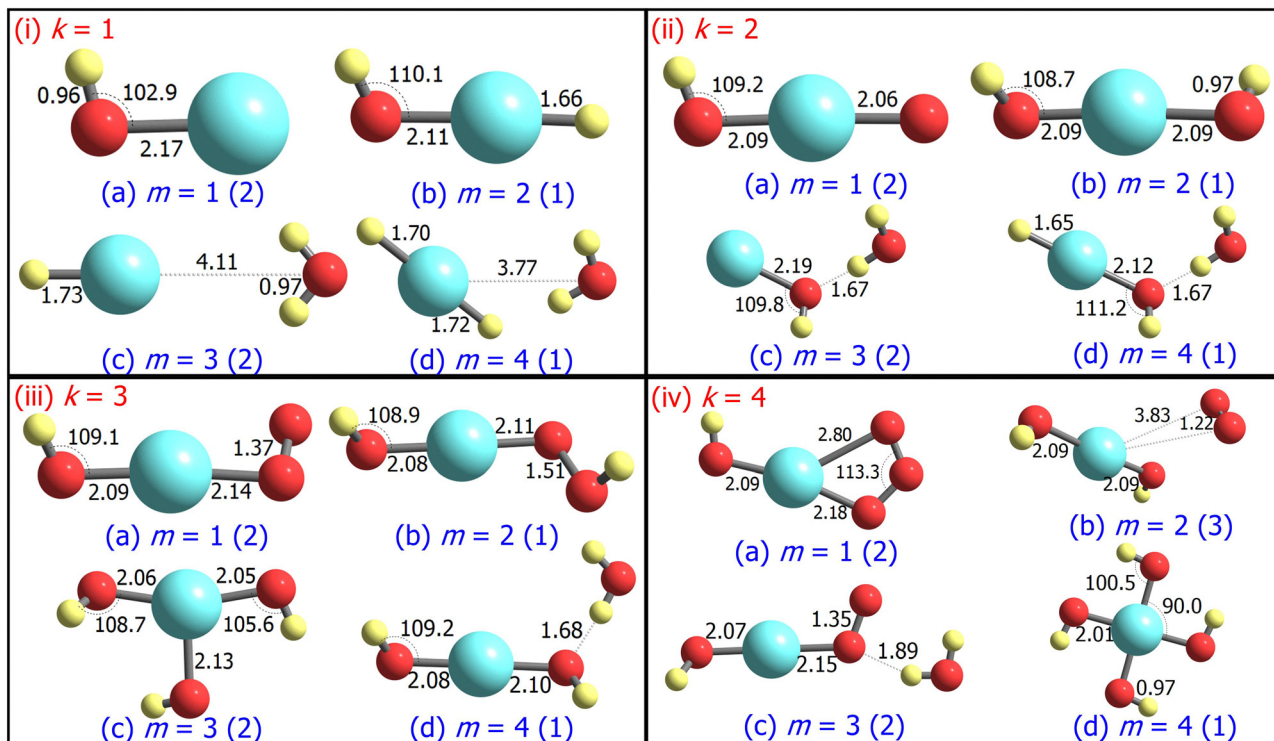 (i) k = 1
0.96
102.9
2.17
(a) m = 1 (2)
110.1
2.11
1.66
(b) m = 2 (1)
1.73
4.11
0.97
(c) m = 3 (2)
1.70
1.72
3.77
(d) m = 4 (1)
(ii) k = 2
109.2
2.09
2.06
(a) m = 1 (2)
108.7
2.09
2.09
0.97
(b) m = 2 (1)
2.19
109.8
1.67
(c) m = 3 (2)
1.65
2.12
111.2
1.67
(d) m = 4 (1)
(iii) k = 3
109.1
2.09
2.14
1.37
(a) m = 1 (2)
108.9
2.08
2.11
1.51
(b) m = 2 (1)
2.06
2.05
108.7
105.6
2.13
(c) m = 3 (2)
109.2
2.08
2.10
1.68
(d) m = 4 (1)
(iv) k = 4
2.09
2.80
113.3
2.18
(a) m = 1 (2)
2.09
3.83
1.22
2.09
(b) m = 2 (3)
2.07
1.35
2.15
1.89
(c) m = 3 (2)
100.5
90.0
2.01
0.97
(d) m = 4 (1)